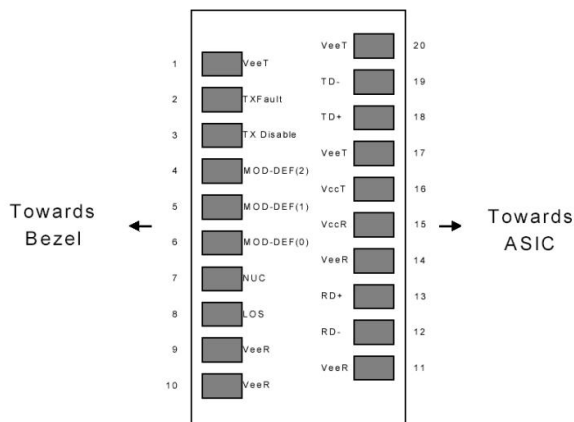 VeeT 20
1 VeeT
TD- 19
2 TXFault
TD+ 18
3 TX Disable
VeeT 17
4 MOD-DEF(2)
VccT 16
5 MOD-DEF(1)
Towards
Bezel
VccR 15
Towards
ASIC
6 MOD-DEF(0)
VeeR 14
7 NUC
RD+ 13
8 LOS
RD- 12
9 VeeR
VeeR 11
10 VeeR